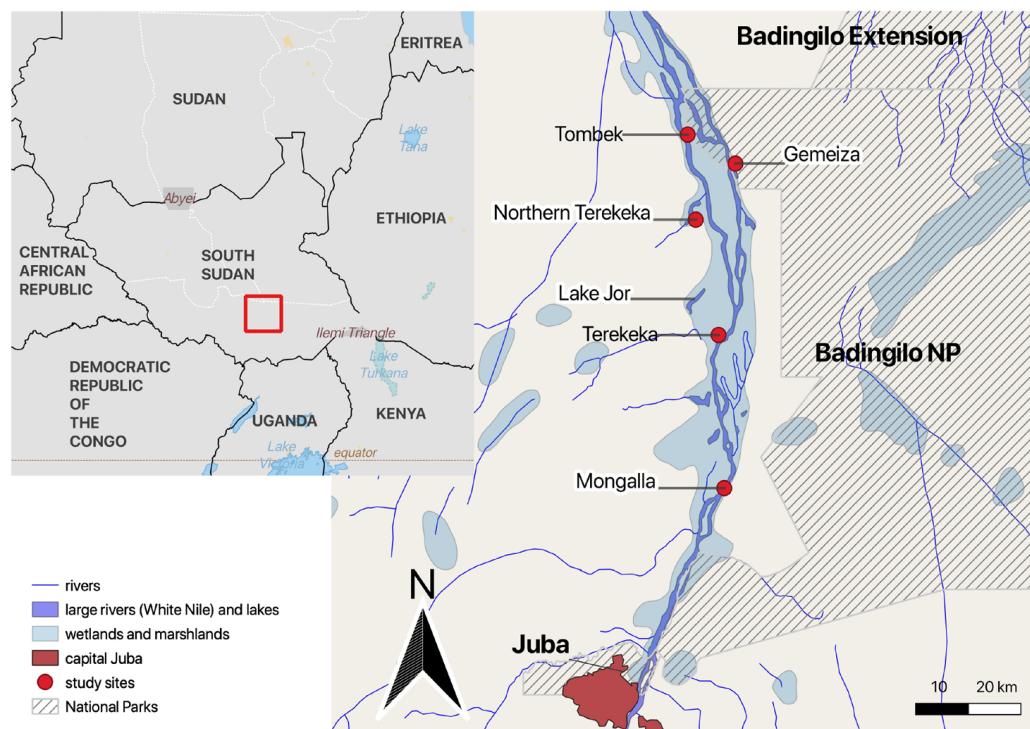 ERITREA
SUDAN
Lake
Tana
Abyei
ETHIOPIA
CENTRAL
AFRICAN
REPUBLIC
SOUTH
SUDAN
Ilemi Triangle
DEMOCRATIC
REPUBLIC
OF
THE
CONGO
Lake
Turkana
KENYA
UGANDA
Lake
Victoria
equator
Badingilo Extension
Tombek
Gemeiza
Northern Terekeka
Lake Jor
Terekeka
Badingilo NP
Mongalla
Juba
N
rivers
large rivers (White Nile) and lakes
wetlands and marshlands
capital Juba
study sites
National Parks
10 20 km